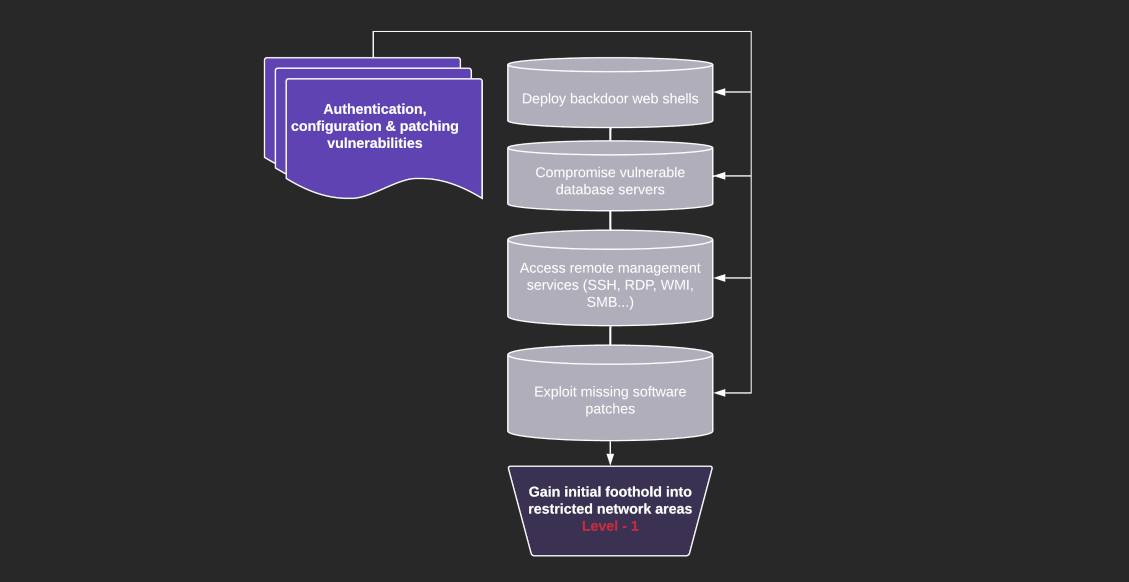 Authentication,
configuration & patching
vulnerabilities
Deploy backdoor web shells
Compromise vulnerable
database servers
Access remote management
services (SSH, RDP, WMI,
SMB...)
Exploit missing software
patches
Gain initial foothold into
restricted network areas
Level - 1